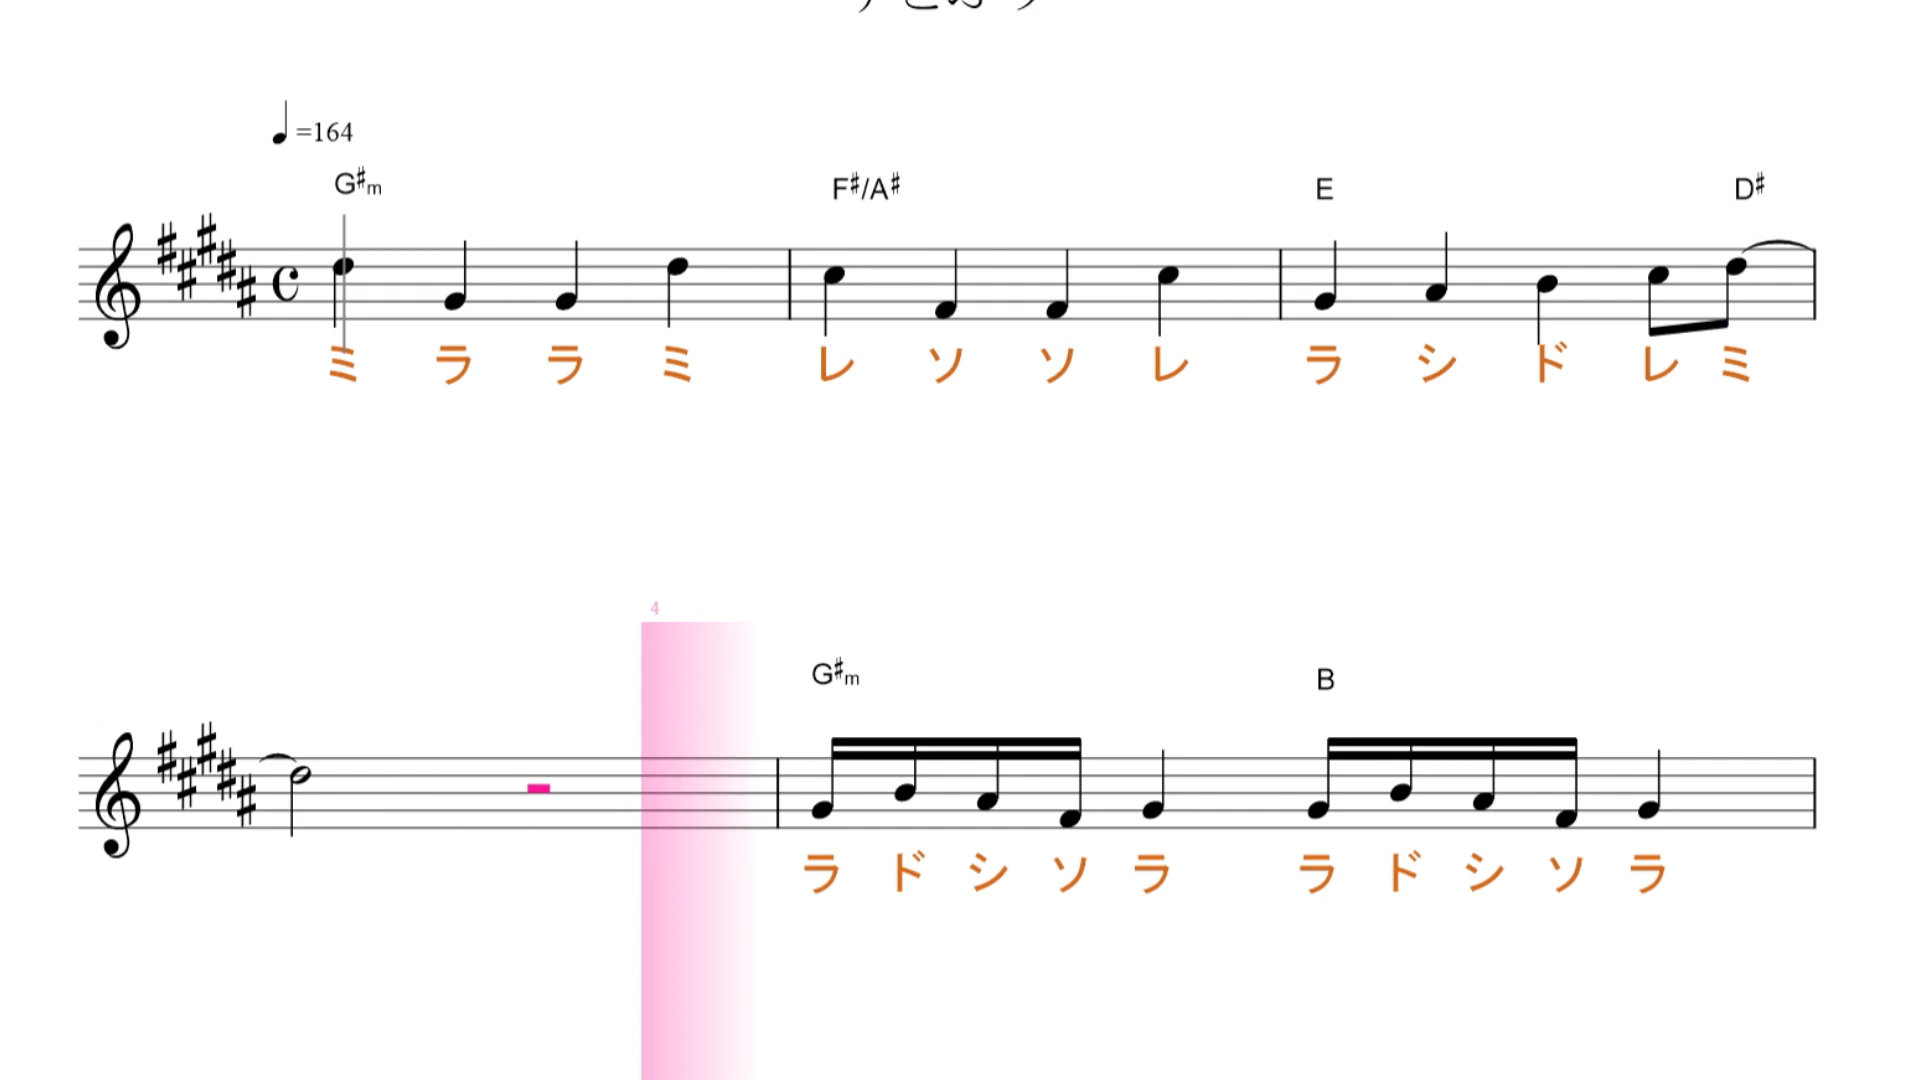 =164
G♯m F♯/A♯ E D♯
ミ ラ ラ ミ レ ソ ソ レ ラ シ ド レ ミ
4
G♯m B
ラ ド シ ソ ラ ラ ド シ ソ ラ